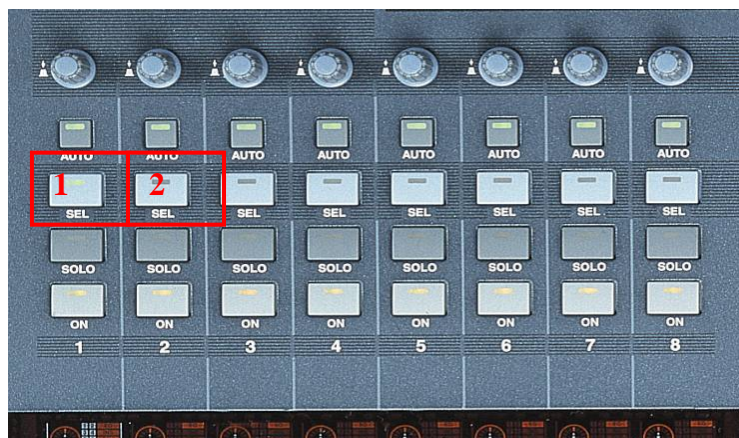 AUTO AUTO AUTO AUTO AUTO AUTO AUTO AUTO
1 2
SEL SEL SEL SEL SEL SEL SEL SEL
SOLO SOLO SOLO SOLO SOLO SOLO SOLO SOLO
ON ON ON ON ON ON ON ON
1 2 3 4 5 6 7 8